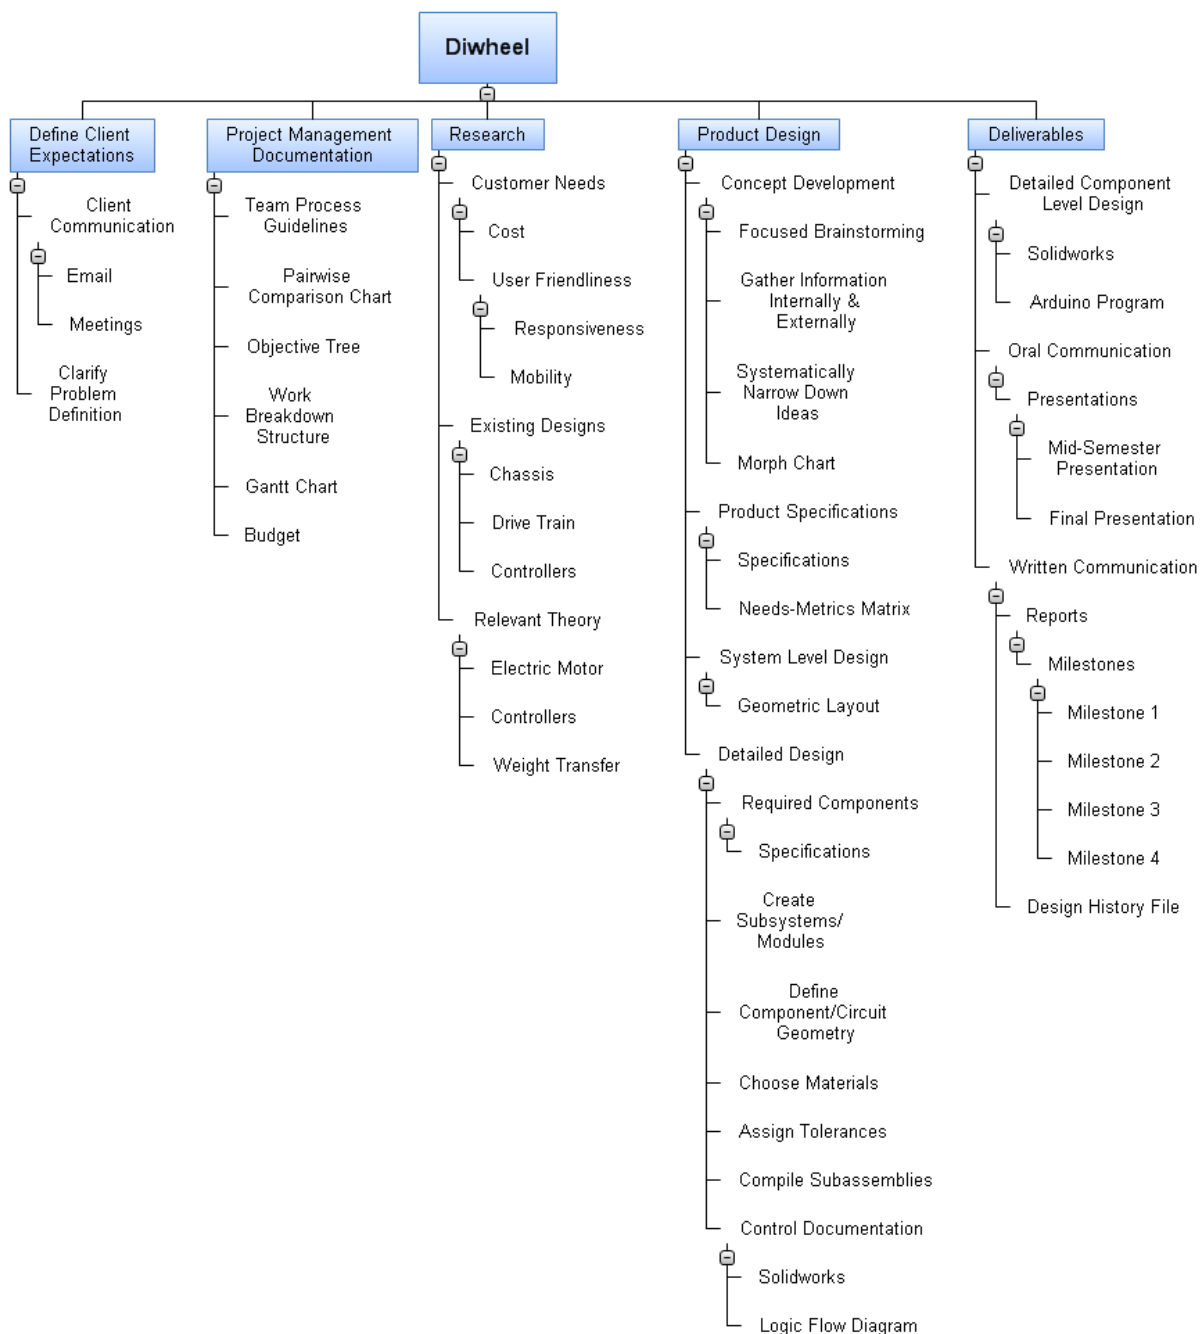 Diwheel
Define Client
Expectations
Client
Communication
Email
Meetings
Clarify
Problem
Definition
Project Management
Documentation
Team Process
Guidelines
Pairwise
Comparison Chart
Objective Tree
Work
Breakdown
Structure
Gantt Chart
Budget
Research
Customer Needs
Cost
User Friendliness
Responsiveness
Mobility
Existing Designs
Chassis
Drive Train
Controllers
Relevant Theory
Electric Motor
Controllers
Weight Transfer
Product Design
Concept Development
Focused Brainstorming
Gather Information
Internally &
Externally
Systematically
Narrow Down
Ideas
Morph Chart
Product Specifications
Specifications
Needs-Metrics Matrix
System Level Design
Geometric Layout
Detailed Design
Required Components
Specifications
Create
Subsystems/
Modules
Define
Component/Circuit
Geometry
Choose Materials
Assign Tolerances
Compile Subassemblies
Control Documentation
Solidworks
Logic Flow Diagram
Deliverables
Detailed Component
Level Design
Solidworks
Arduino Program
Oral Communication
Presentations
Mid-Semester
Presentation
Final Presentation
Written Communication
Reports
Milestones
Milestone 1
Milestone 2
Milestone 3
Milestone 4
Design History File